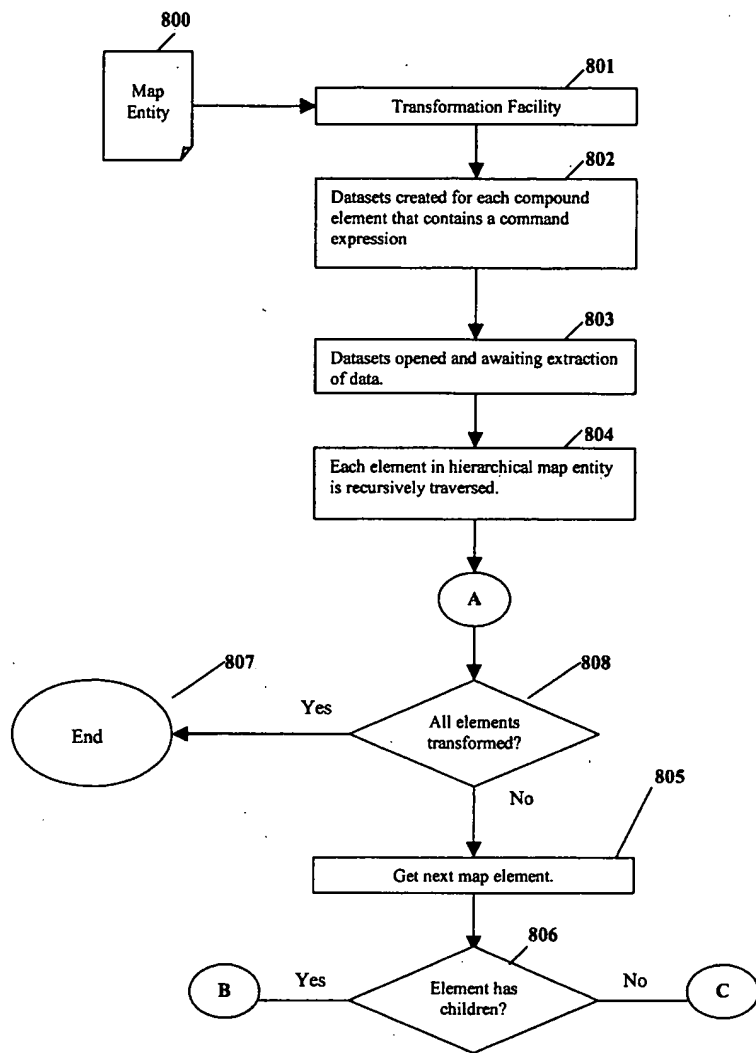 800
Map
Entity
801
Transformation Facility
802
Datasets created for each compound
element that contains a command
expression
803
Datasets opened and awaiting extraction
of data.
804
Each element in hierarchical map entity
is recursively traversed.
A
807
808
End
Yes
All elements
transformed?
No
805
Get next map element.
806
B
Yes
Element has
children?
No
C